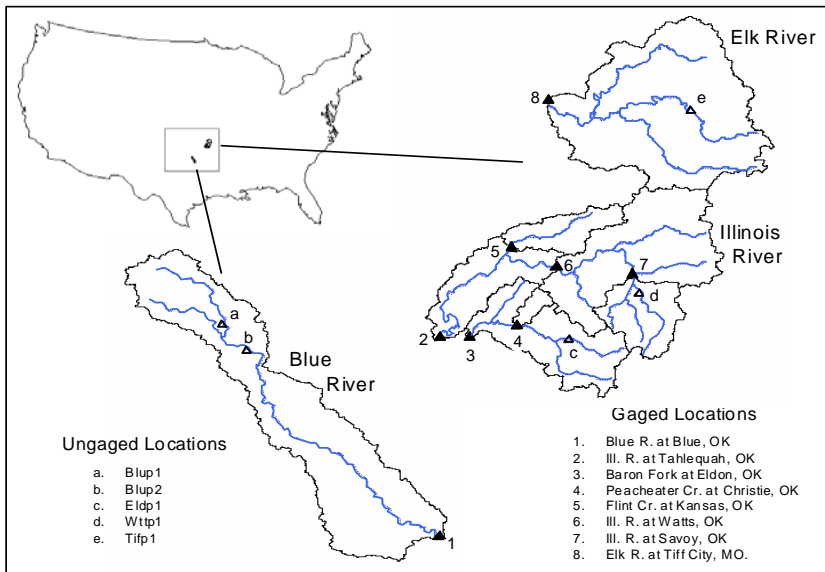 Elk River
8
e
Illinois
River
5
6
7
d
2
3
4
c
a
b
Blue
River
1
Ungaged Locations
a. Blup1
b. Blup2
c. Eldp1
d. Wttp1
e. Tifp1
Gaged Locations
1. Blue R. at Blue, OK
2. Ill. R. at Tahlequah, OK
3. Baron Fork at Eldon, OK
4. Peacheater Cr. at Christie, OK
5. Flint Cr. at Kansas, OK
6. Ill. R. at Watts, OK
7. Ill. R. at Savoy, OK
8. Elk R. at Tiff City, MO.